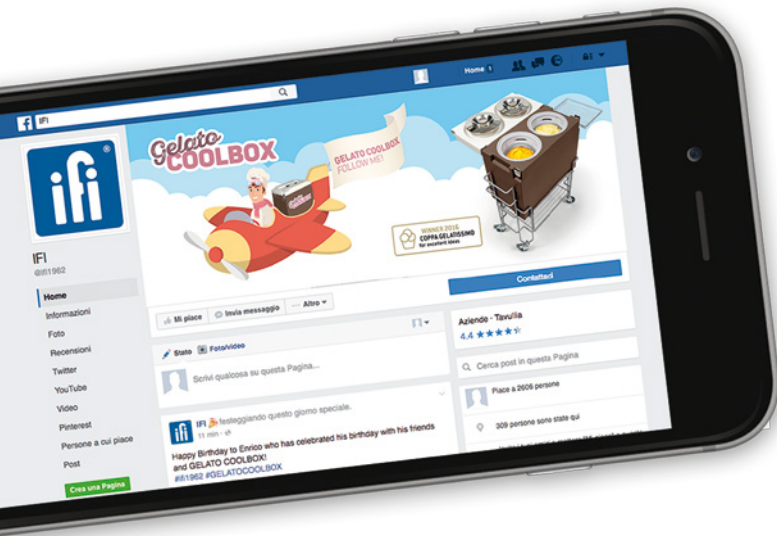 IFI
Home 1
Gelato
COOLBOX
GELATO COOLBOX
FOLLOW ME!
ifi®
WINNER 2016
COPPA GELATISSIMO
for excellent ideas
IFI
@ifi1962
Contattaci
Mi piace
Invia messaggio
Altro
Home
Informazioni
Foto
Recensioni
Twitter
YouTube
Video
Pinterest
Persone a cui piace
Post
Crea una Pagina
Stato
Foto/video
Scrivi qualcosa su questa Pagina...
ifi
IFI festeggiando questo giorno speciale.
11 min
Happy Birthday to Enrico who has celebrated his birthday with his friends
and GELATO COOLBOX!
#ifi1962 #GELATOCOOLBOX
Aziende · Tavullia
4.4
Cerca post in questa Pagina
Piace a 2606 persone
309 persone sono state qui